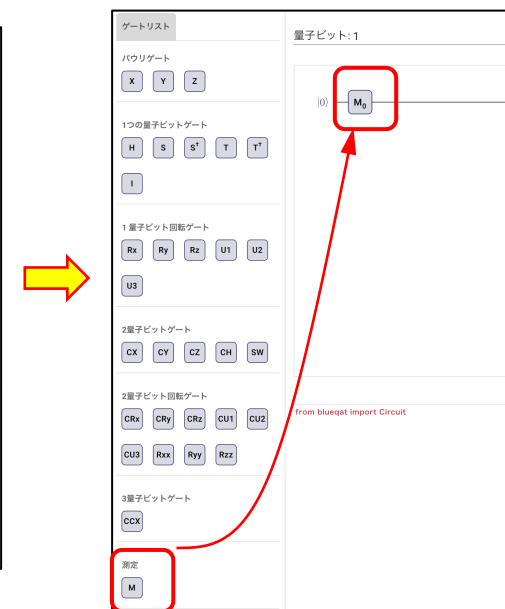 ゲートリスト
パウリゲート
X Y Z
1つの量子ビットゲート
H S S† T T†
I
1 量子ビット回転ゲート
Rx Ry Rz U1 U2
U3
2量子ビットゲート
CX CY CZ CH SW
2量子ビット回転ゲート
CRx CRy CRz CU1 CU2
CU3 Rxx Ryy Rzz
3量子ビットゲート
CCX
測定
M
量子ビット: 1
|0⟩ M₀
from blueqat import Circuit